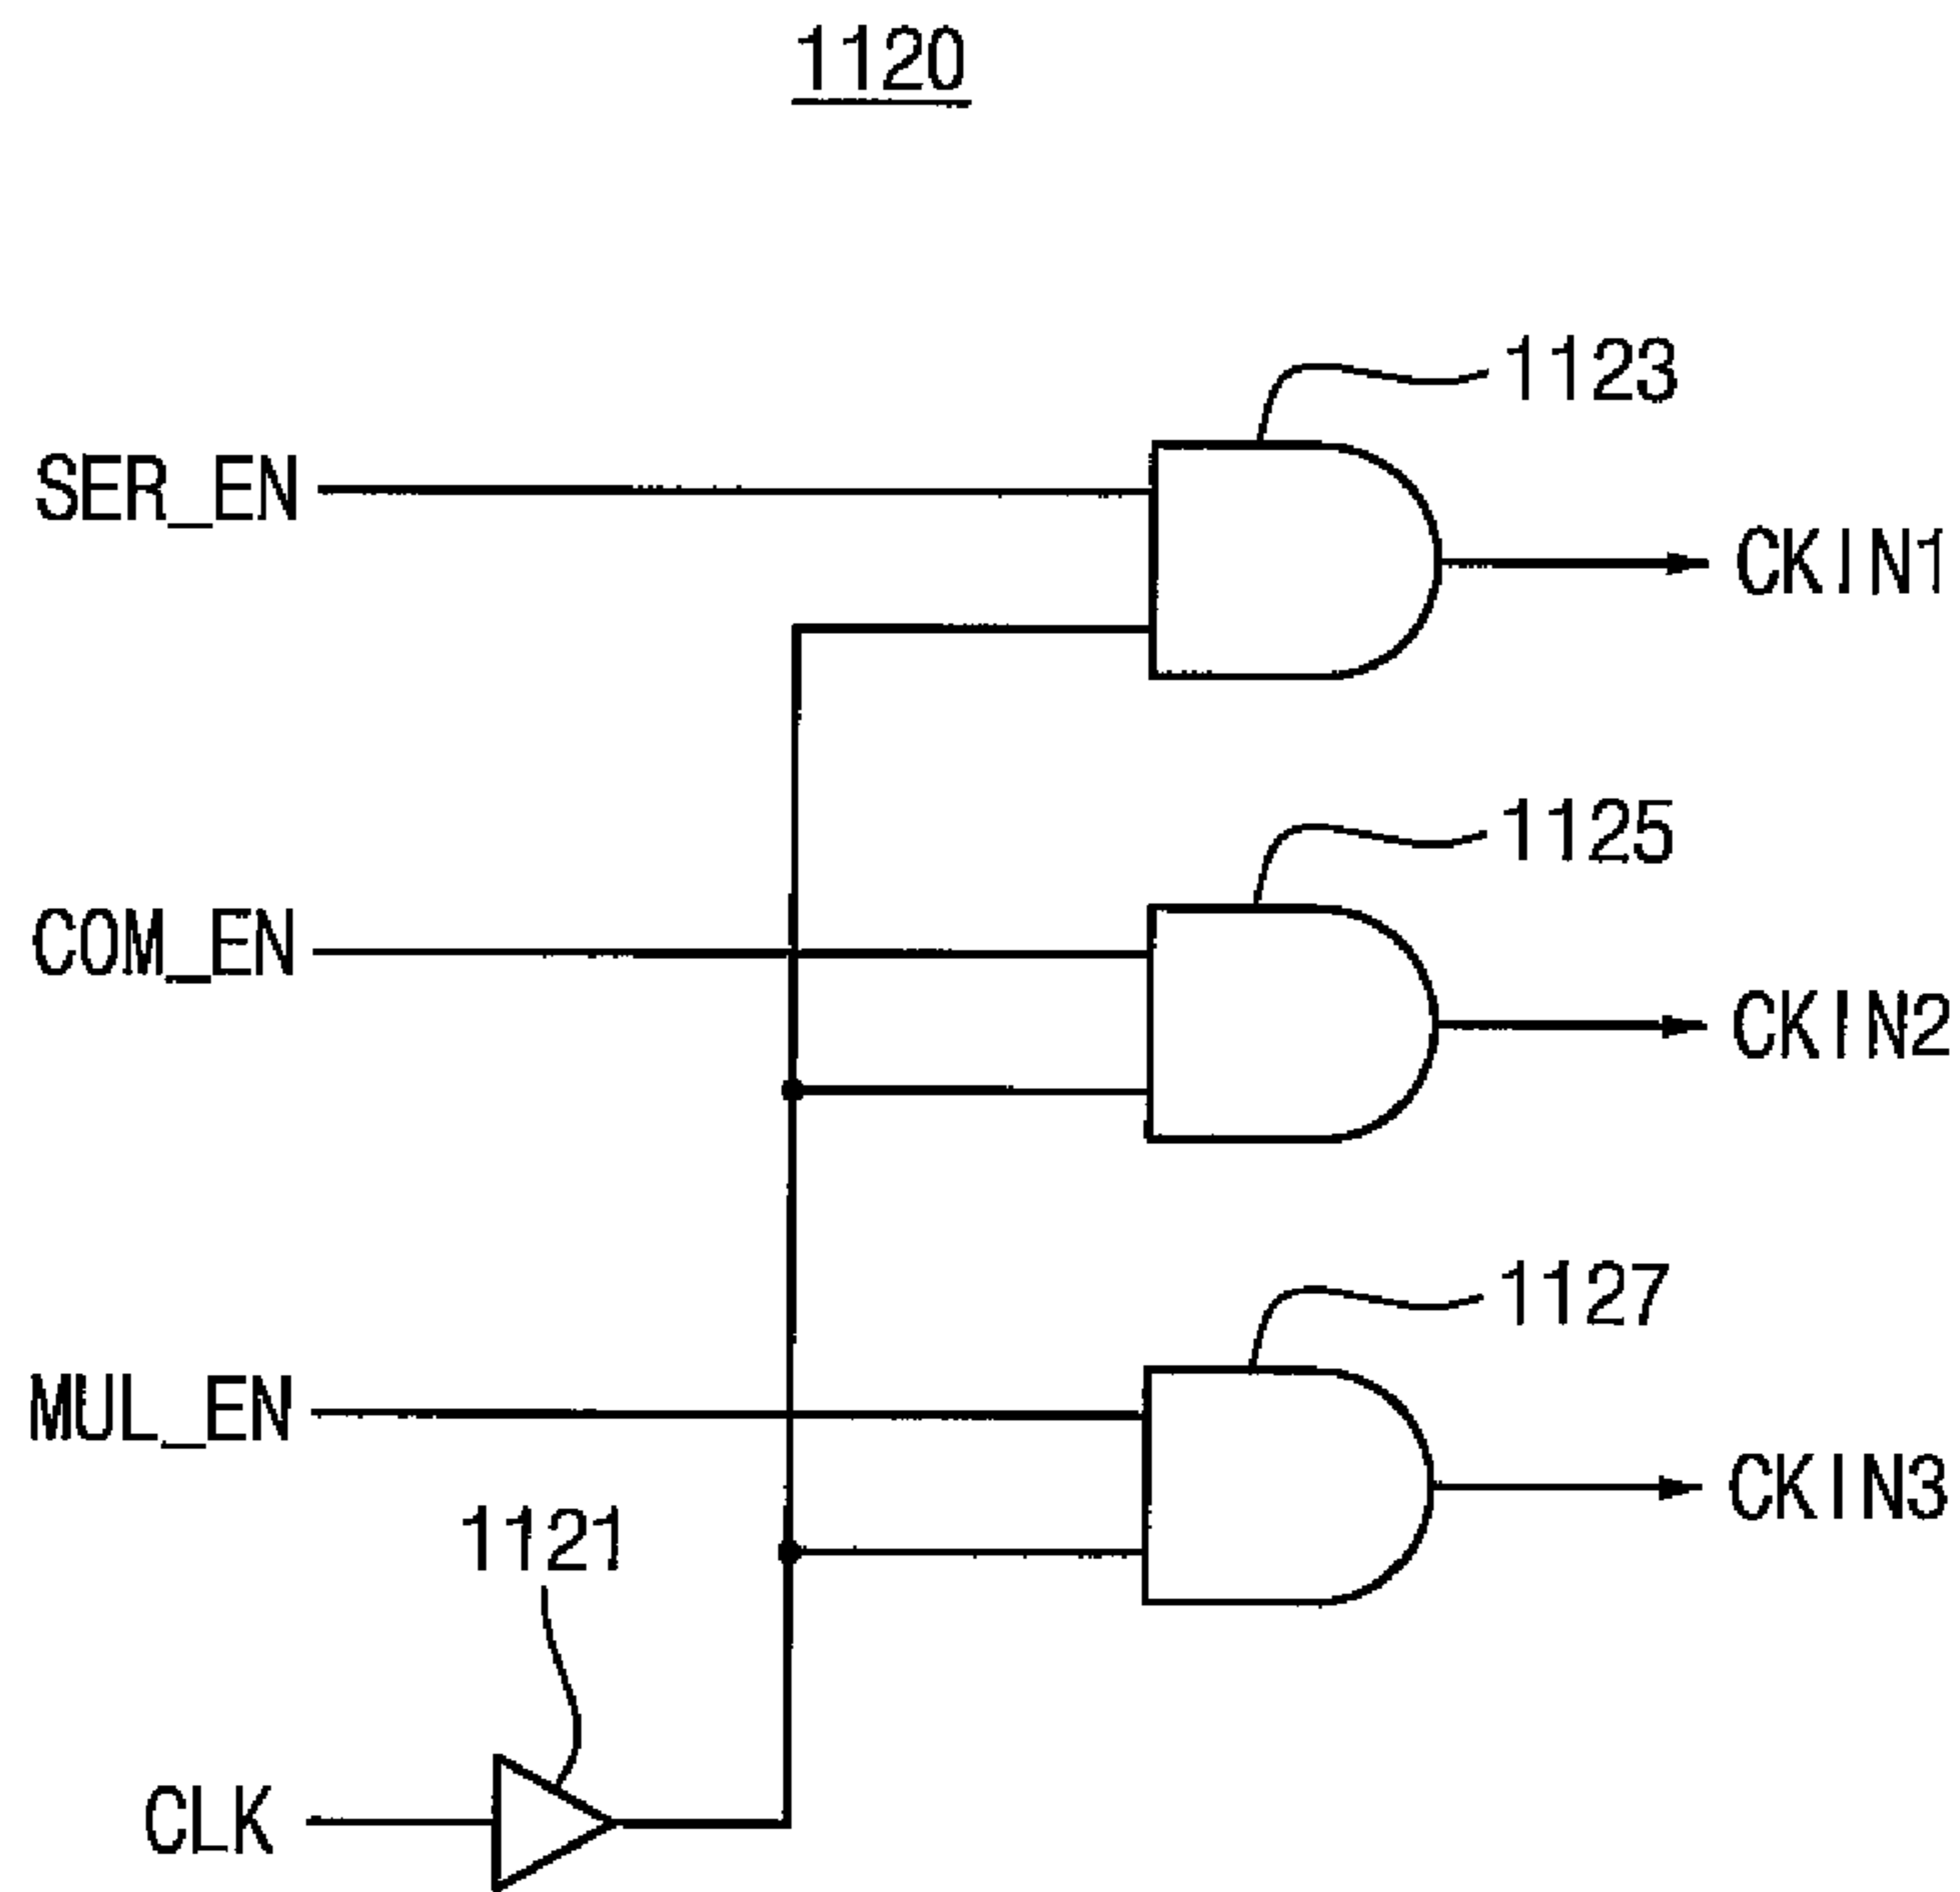 1120
1123
SER_EN
CKIN1
1125
COM_EN
CKIN2
1127
MUL_EN
CKIN3
1121
CLK